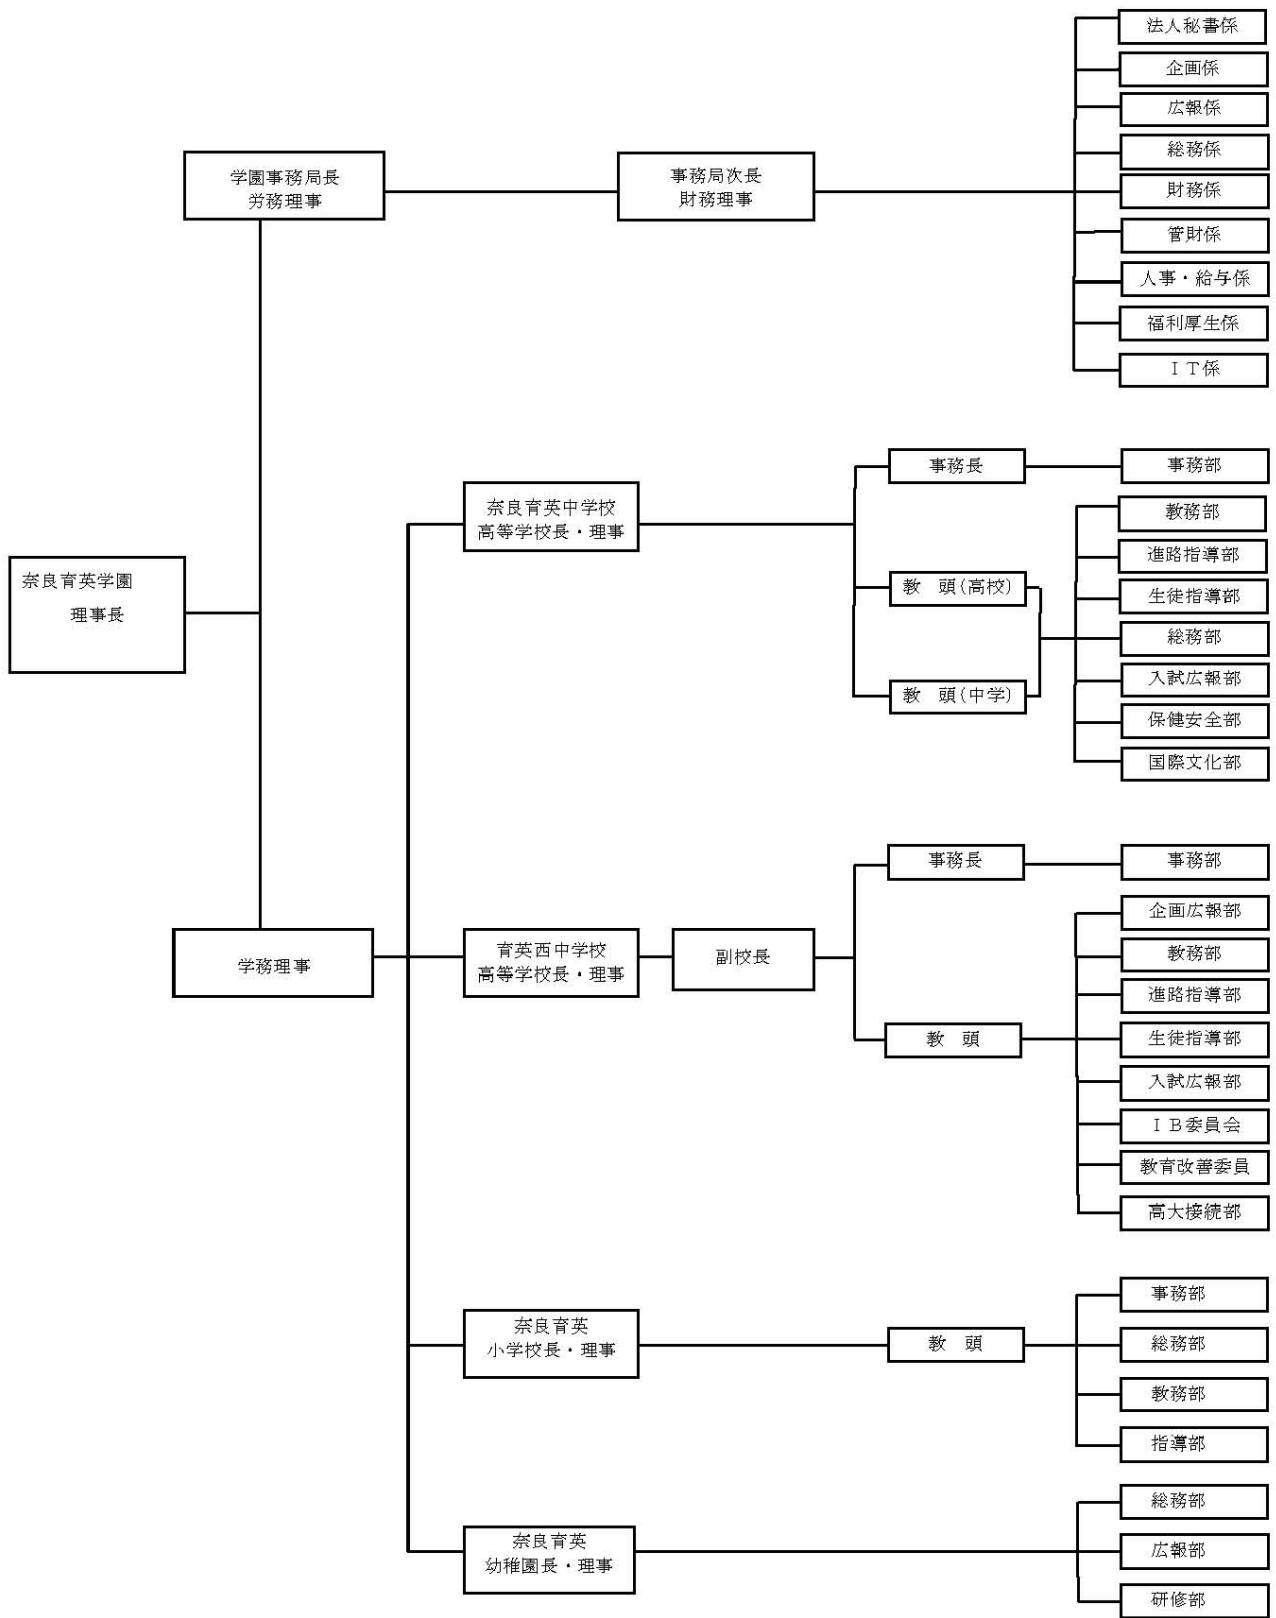 法人秘書係
企画係
広報係
総務係
財務係
管財係
人事・給与係
福利厚生係
ＩＴ係
学園事務局長
労務理事
事務局次長
財務理事
奈良育英学園
理事長
奈良育英中学校
高等学校長・理事
事務長
事務部
教　頭(高校)
教　頭(中学)
教務部
進路指導部
生徒指導部
総務部
入試広報部
保健安全部
国際文化部
学務理事
育英西中学校
高等学校長・理事
副校長
事務長
事務部
教　頭
企画広報部
教務部
進路指導部
生徒指導部
入試広報部
ＩＢ委員会
教育改善委員
高大接続部
奈良育英
小学校長・理事
教　頭
事務部
総務部
教務部
指導部
奈良育英
幼稚園長・理事
総務部
広報部
研修部